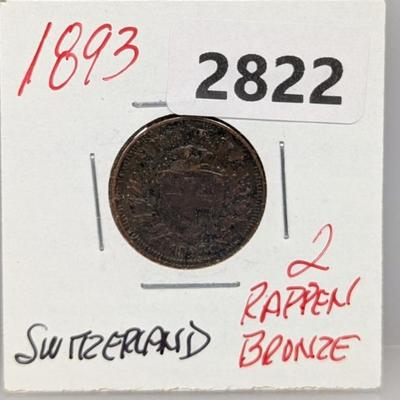 1893
2822
2
RAPPEN
SWITZERLAND
BRONZE